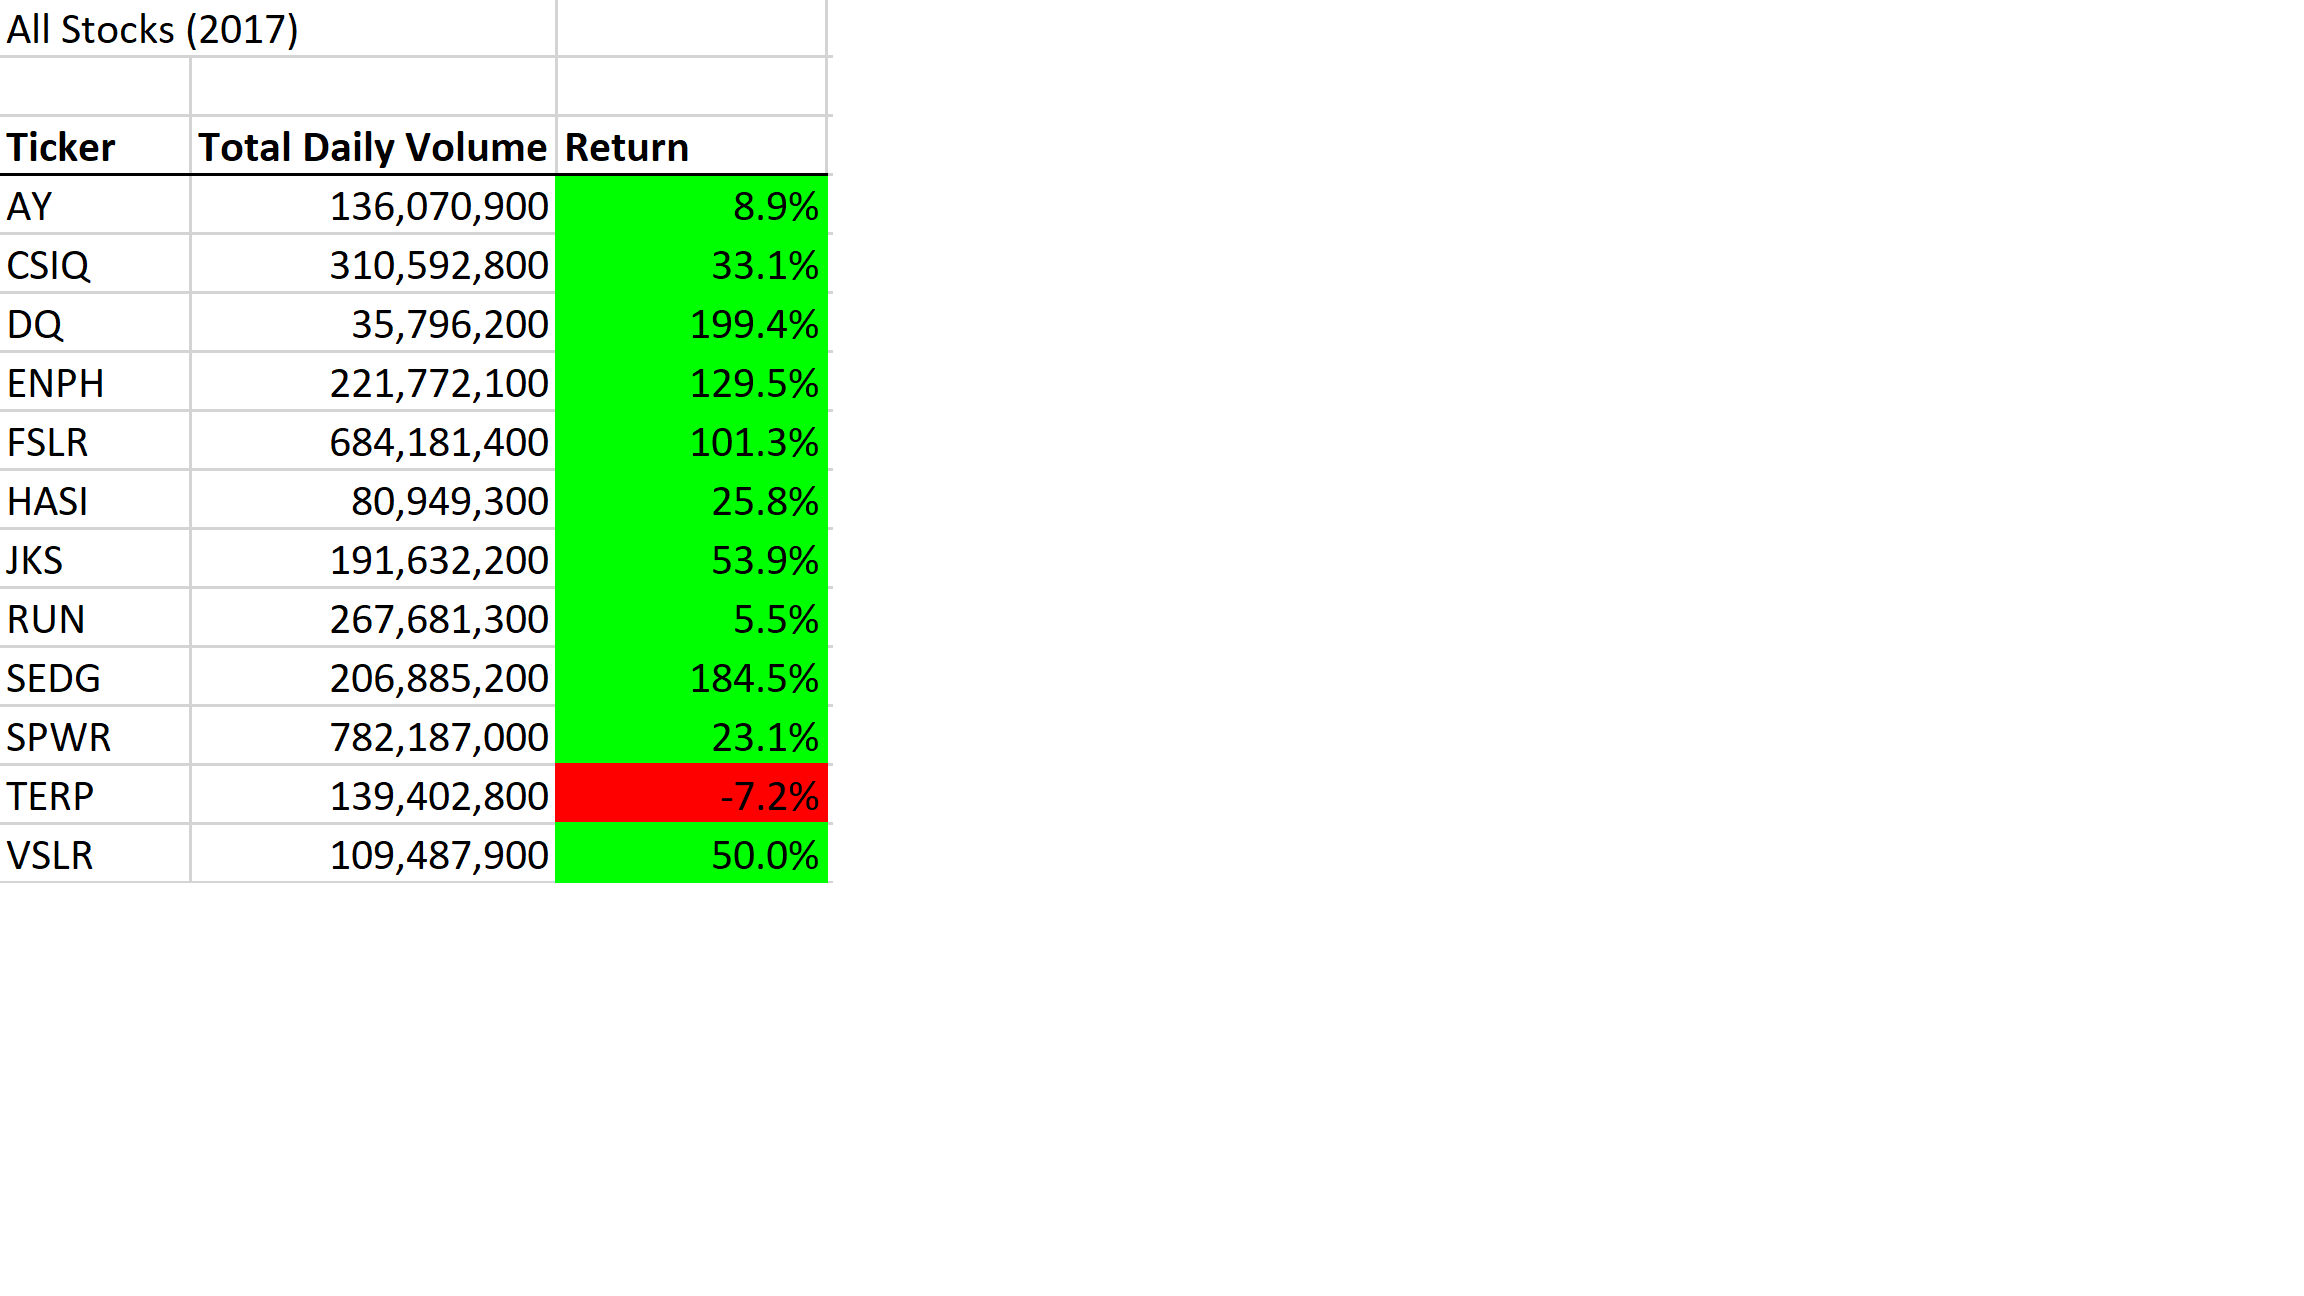 All Stocks (2017)
Ticker Total Daily Volume Return
AY 136,070,900 8.9%
CSIQ 310,592,800 33.1%
DQ 35,796,200 199.4%
ENPH 221,772,100 129.5%
FSLR 684,181,400 101.3%
HASI 80,949,300 25.8%
JKS 191,632,200 53.9%
RUN 267,681,300 5.5%
SEDG 206,885,200 184.5%
SPWR 782,187,000 23.1%
TERP 139,402,800 -7.2%
VSLR 109,487,900 50.0%